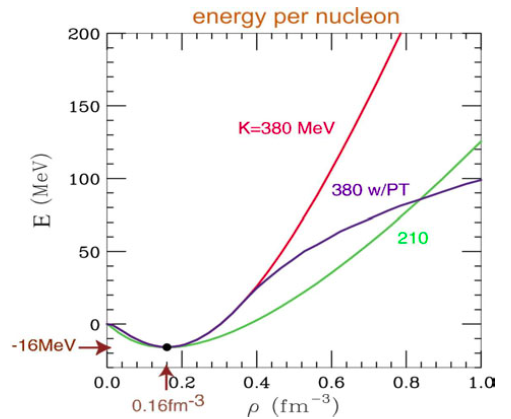 energy per nucleon
200
150
100
50
0
E (MeV)
K=380 MeV
380 w/PT
210
-16MeV
0.0 0.2 0.4 0.6 0.8 1.0
0.16fm-3
ρ (fm⁻³)